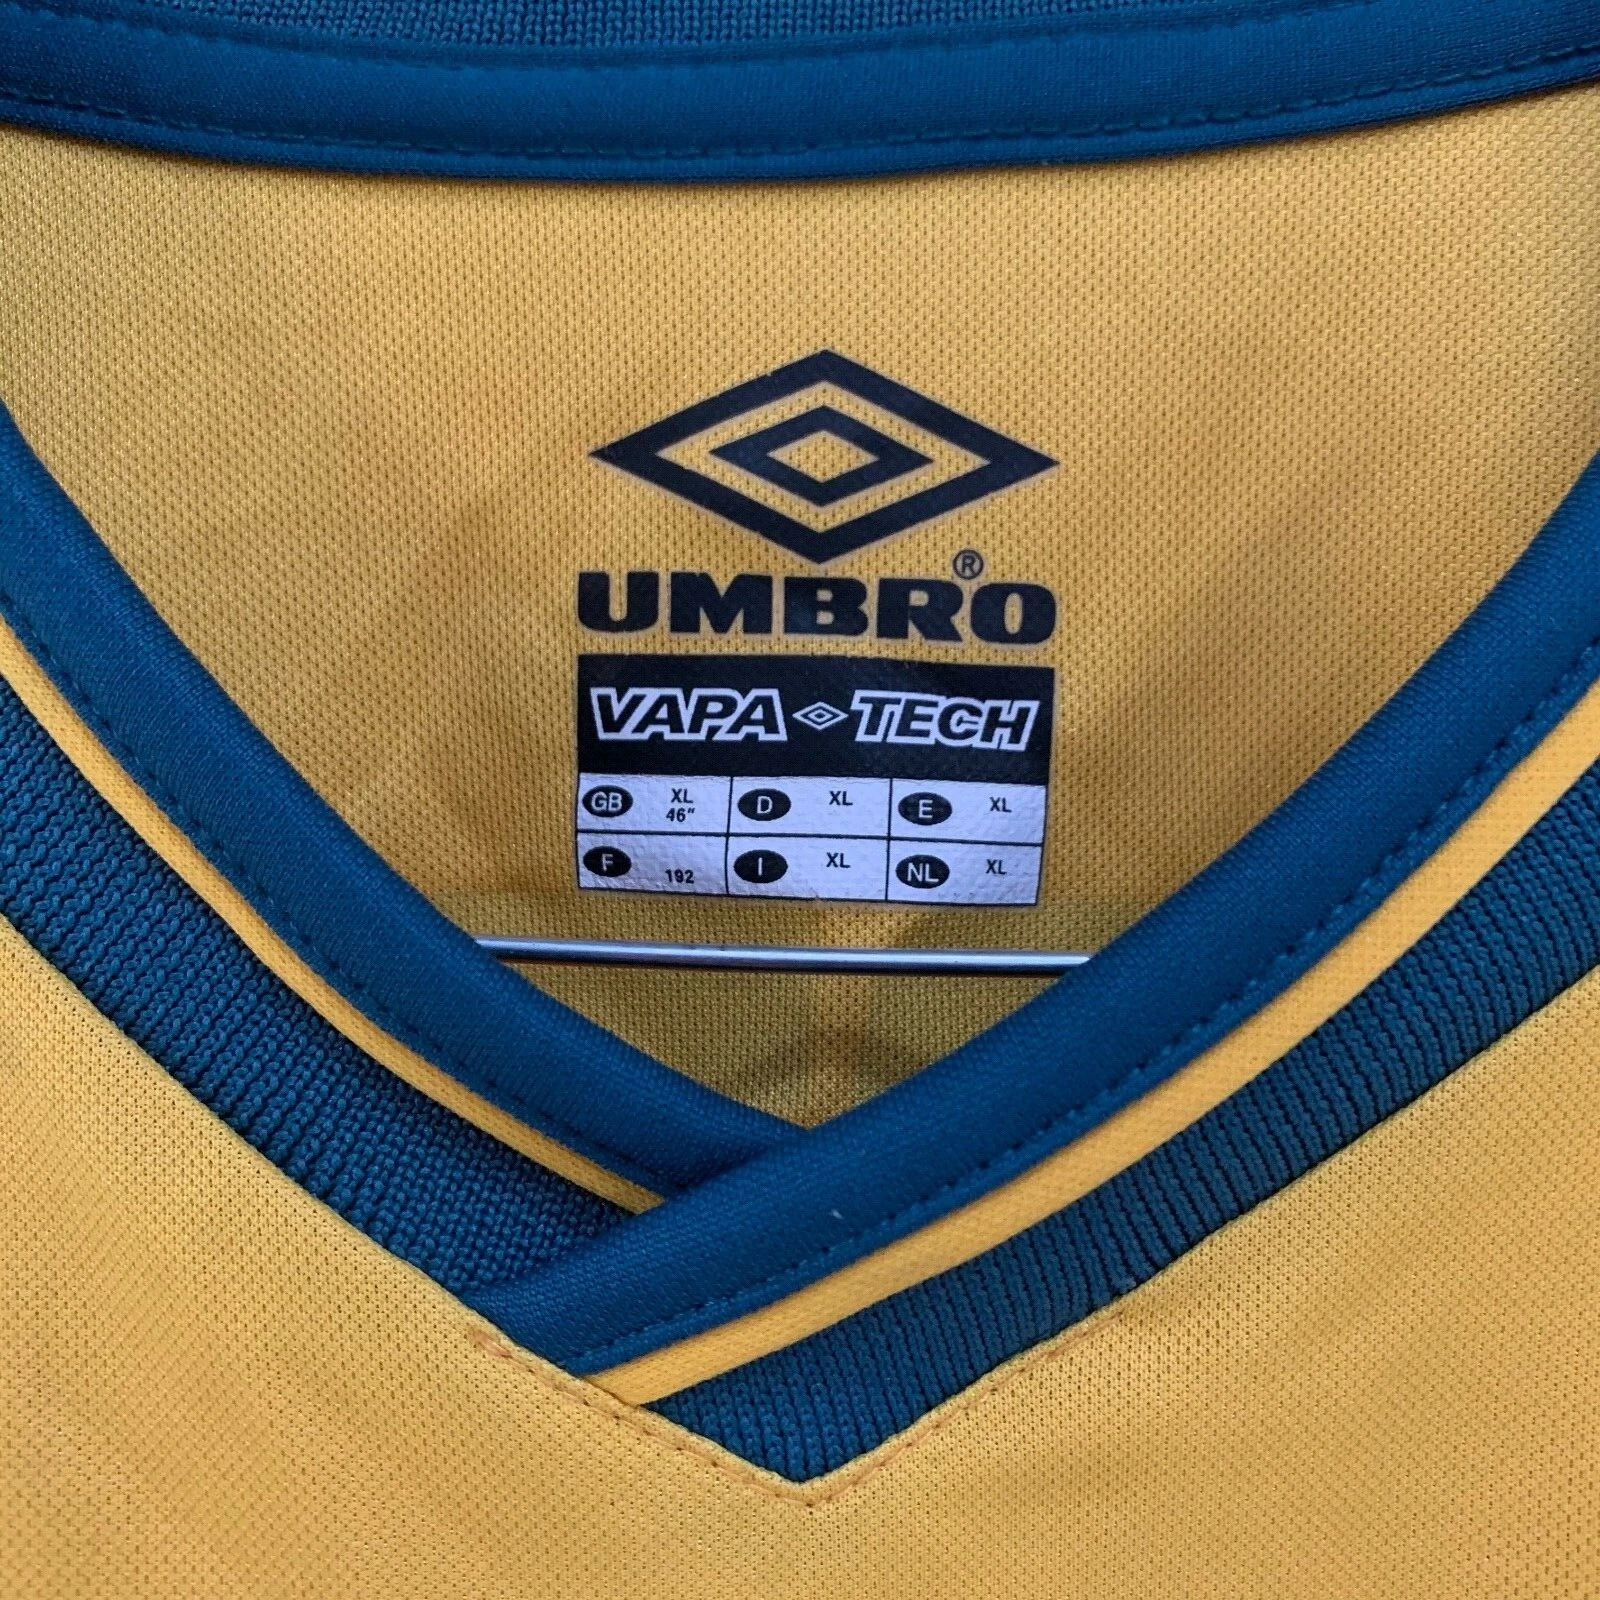 UMBRO®
VAPA TECH
GB XL 46" D XL E XL
F 192 I XL NL XL